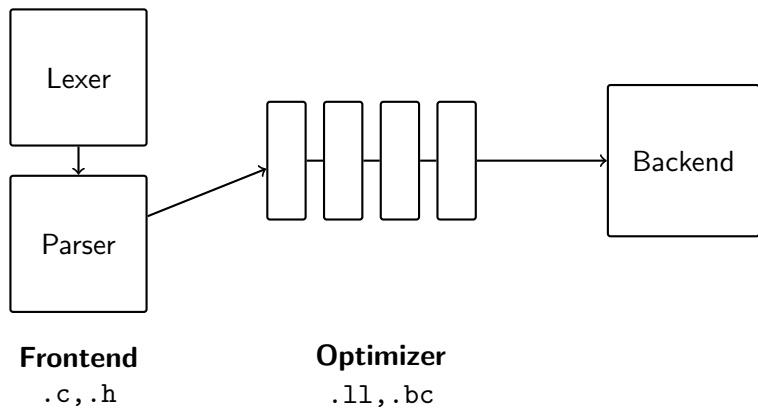 Lexer
Parser
Backend
Frontend
.c,.h
Optimizer
.ll,.bc